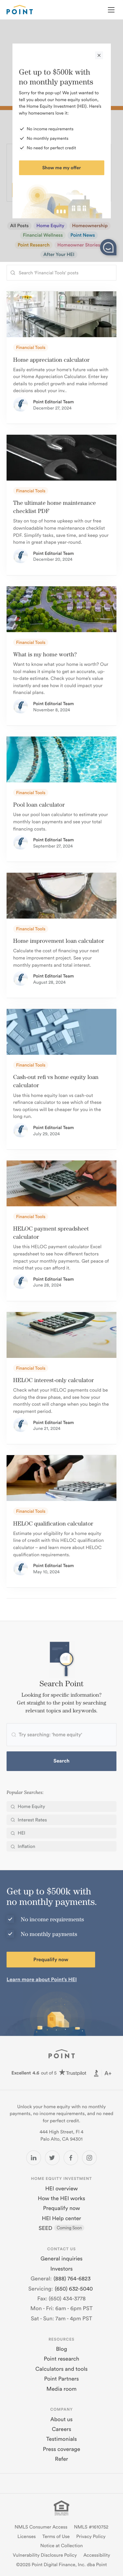 POINT
Get up to $500k with
no monthly payments
Sorry for the pop-up! We just wanted to
tell you about our home equity solution,
the Home Equity Investment (HEI). Here's
why homeowners love it:
No income requirements
No monthly payments
No need for perfect credit
Show me my offer
All Posts
Home Equity
Homeownership
Financial Wellness
Point News
Point Research
Homeowner Stories
After Your HEI
Search 'Financial Tools' posts
Financial Tools
Home appreciation calculator
Easily estimate your home's future value with
our Home Appreciation Calculator. Enter key
details to predict growth and make informed
decisions about your inv...
Point Editorial Team
December 27, 2024
Financial Tools
The ultimate home maintenance
checklist PDF
Stay on top of home upkeep with our free
downloadable home maintenance checklist
PDF. Simplify tasks, save time, and keep your
home in great shape year-round.
Point Editorial Team
December 20, 2024
Financial Tools
What is my home worth?
Want to know what your home is worth? Our
tool makes it simple to get an easy, up-
to-date estimate. Check your home's value
instantly and explore what could impact your
financial plans.
Point Editorial Team
November 8, 2024
Financial Tools
Pool loan calculator
Use our pool loan calculator to estimate your
monthly payments and see your total
financing costs.
Point Editorial Team
September 27, 2024
Financial Tools
Home improvement loan calculator
Calculate the cost of financing your next
home improvement project. See your
monthly payments and total interest.
Point Editorial Team
August 28, 2024
Financial Tools
Cash-out refi vs home equity loan
calculator
Use this home equity loan vs cash-out
refinance calculator to determine which of the
two options will be cheaper for you in the
long run.
Point Editorial Team
July 29, 2024
Financial Tools
HELOC payment spreadsheet
calculator
Use this HELOC payment calculator Excel
spreadsheet to see how different factors
impact your monthly payments. Get peace of
mind that you can afford it.
Point Editorial Team
June 28, 2024
Financial Tools
HELOC interest-only calculator
Check what your HELOC payments could be
during the draw and repayment periods, and
see how much that monthly
cost will change when you begin the
repayment period.
Point Editorial Team
June 21, 2024
Financial Tools
HELOC qualification calculator
Estimate your eligibility for a home equity
line of credit with this HELOC qualification
calculator — and learn more about HELOC
qualification requirements.
Point Editorial Team
May 15, 2024
Search Point
Looking for specific information?
Get straight to the point by searching
relevant topics and keywords.
Try searching: 'home equity'
Search
Popular Searches:
Home Equity
Interest Rates
HEI
Inflation
Get up to $500k with
no monthly payments.
No income requirements
No monthly payments
Prequalify now
Learn more about Point's HEI
POINT
Excellent 4.6 out of 5 Trustpilot A+
Unlock your home equity with no monthly
payments, no income requirements, and no need
for perfect credit.
444 High Street, Fl 4
Palo Alto, CA 94301
HOME EQUITY INVESTMENT
HEI overview
How the HEI works
Prequalify now
HEI Help center
SEED Coming Soon
CONTACT US
General inquiries
Investors
General: (888) 764-6823
Servicing: (650) 632-5040
Fax: (650) 434-3776
Mon - Fri: 6am - 6pm PST
Sat - Sun: 7am - 4pm PST
RESOURCES
Blog
Point research
Calculators and tools
Point Partners
Media room
COMPANY
About us
Careers
Testimonials
Press coverage
Refer
NMLS Consumer Access NMLS #1610752
Licenses Terms of Use Privacy Policy
Notice at Collection
Vulnerability Disclosure Policy Accessibility
©2025 Point Digital Finance, Inc. dba Point